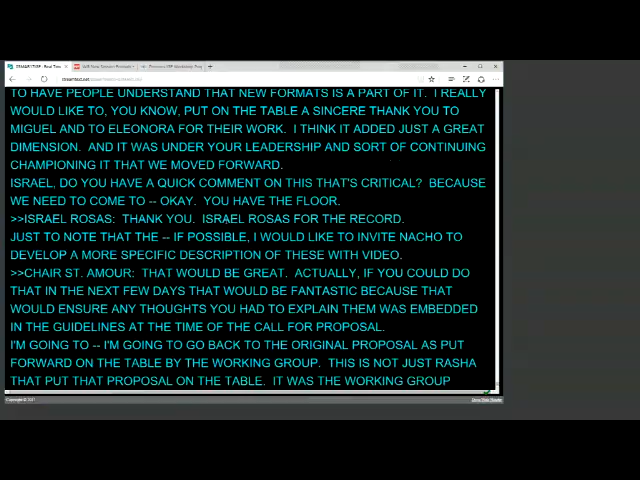 TO HAVE PEOPLE UNDERSTAND THAT NEW FORMATS IS A PART OF IT.  I REALLY
WOULD LIKE TO, YOU KNOW, PUT ON THE TABLE A SINCERE THANK YOU TO
MIGUEL AND TO ELEONORA FOR THEIR WORK.  I THINK IT ADDED JUST A GREAT
DIMENSION.  AND IT WAS UNDER YOUR LEADERSHIP AND SORT OF CONTINUING
CHAMPIONING IT THAT WE MOVED FORWARD.
ISRAEL, DO YOU HAVE A QUICK COMMENT ON THIS THAT'S CRITICAL?  BECAUSE
WE NEED TO COME TO -- OKAY.  YOU HAVE THE FLOOR.
>>ISRAEL ROSAS:  THANK YOU.  ISRAEL ROSAS FOR THE RECORD.
JUST TO NOTE THAT THE -- IF POSSIBLE, I WOULD LIKE TO INVITE NACHO TO
DEVELOP A MORE SPECIFIC DESCRIPTION OF THESE WITH VIDEO.
>>CHAIR ST. AMOUR:  THAT WOULD BE GREAT.  ACTUALLY, IF YOU COULD DO
THAT IN THE NEXT FEW DAYS THAT WOULD BE FANTASTIC BECAUSE THAT
WOULD ENSURE ANY THOUGHTS YOU HAD TO EXPLAIN THEM WAS EMBEDDED
IN THE GUIDELINES AT THE TIME OF THE CALL FOR PROPOSAL.
I'M GOING TO -- I'M GOING TO GO BACK TO THE ORIGINAL PROPOSAL AS PUT
FORWARD ON THE TABLE BY THE WORKING GROUP.  THIS IS NOT JUST RASHA
THAT PUT THAT PROPOSAL ON THE TABLE.  IT WAS THE WORKING GROUP